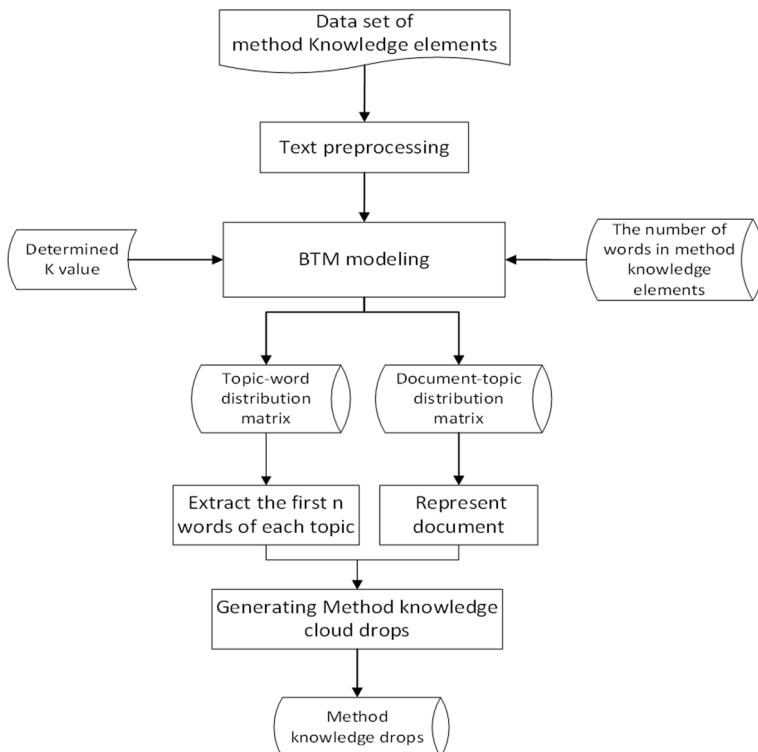 Data set of
method Knowledge elements
Text preprocessing
Determined
K value
BTM modeling
The number of
words in method
knowledge
elements
Topic-word
distribution
matrix
Document-topic
distribution
matrix
Extract the first n
words of each topic
Represent
document
Generating Method knowledge
cloud drops
Method
knowledge drops